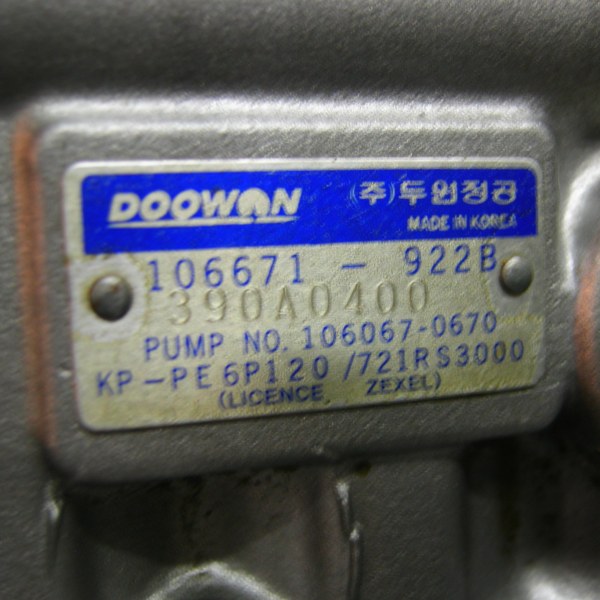 DOOWON (주)두원정공
MADE IN KOREA
106671 - 922B
390A0400
PUMP NO. 106067-0670
KP-PE6P120/721RS3000
(LICENCE, ZEXEL)